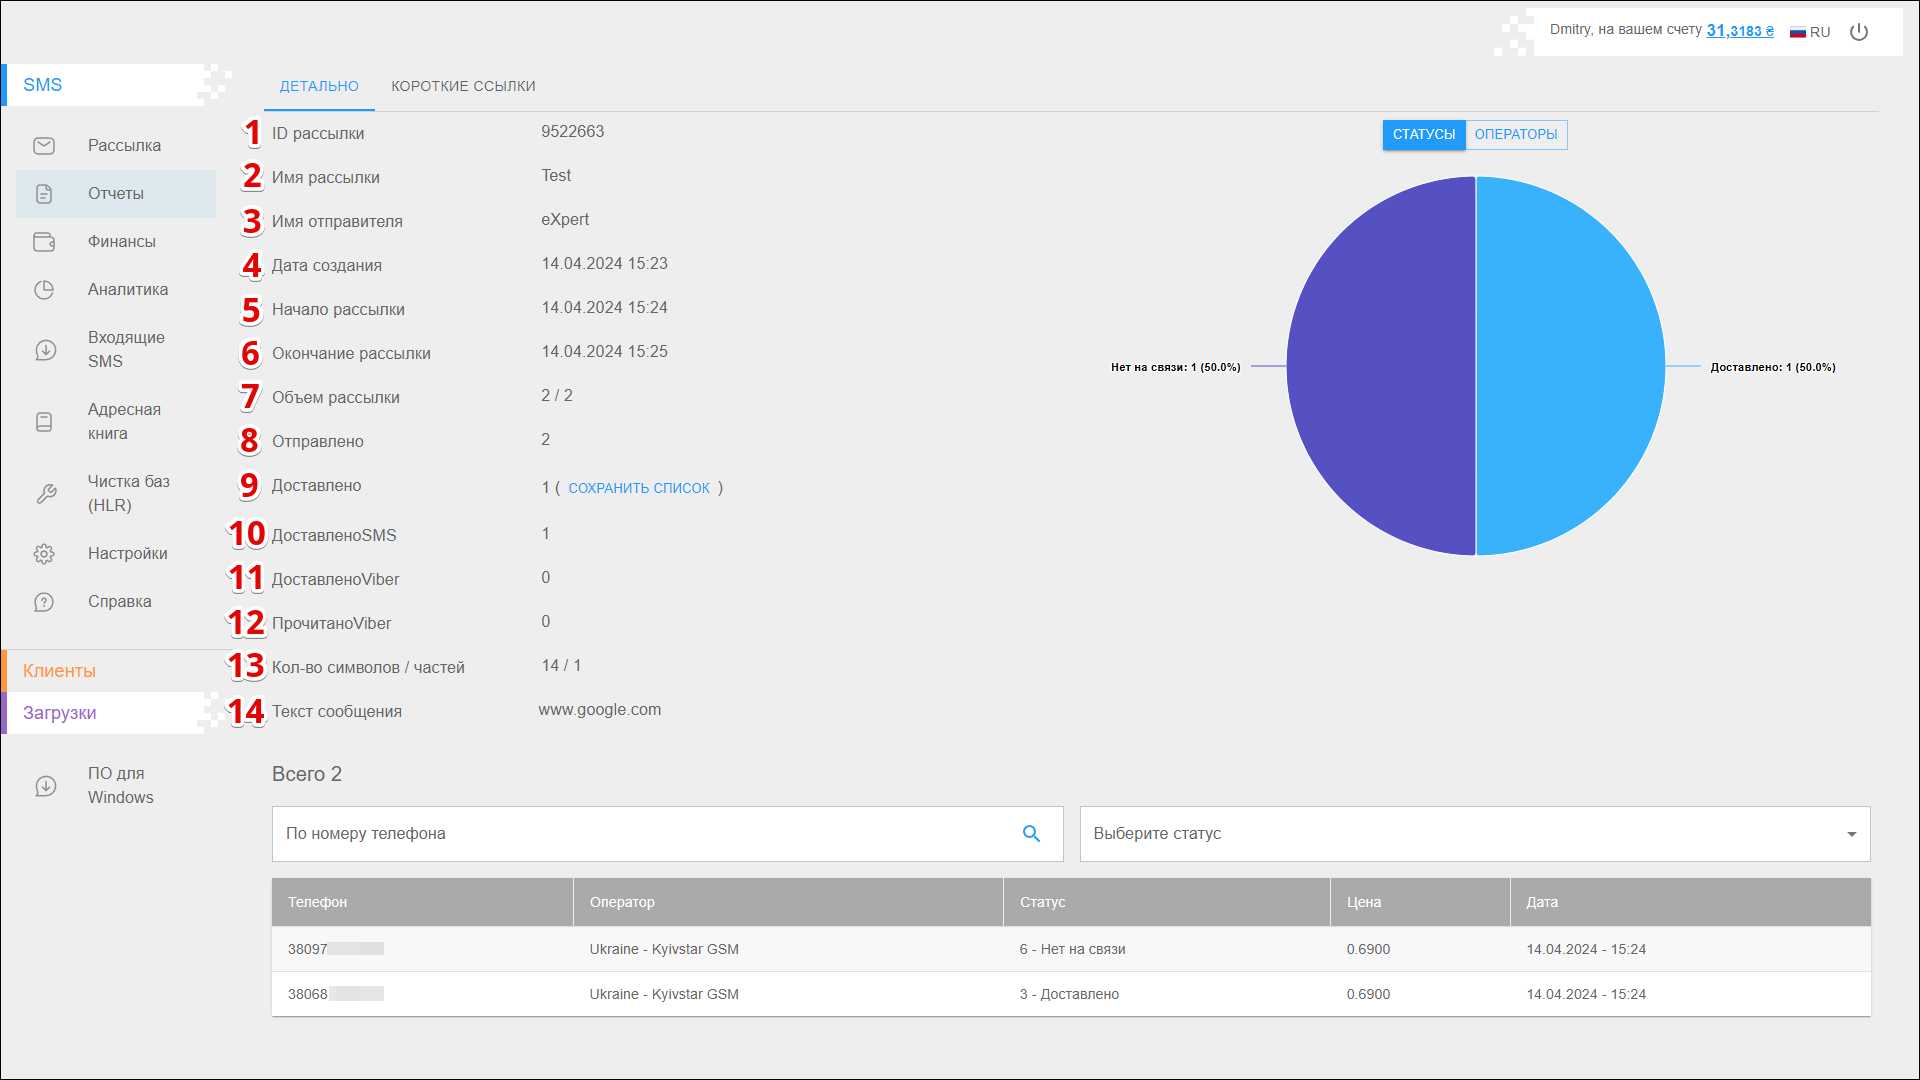 Dmitry, на вашем счету 31,3183 ₴
RU
SMS
Рассылка
Отчеты
Финансы
Аналитика
Входящие
SMS
Адресная
книга
Чистка баз
(HLR)
Настройки
Справка
Клиенты
Загрузки
ПО для
Windows
ДЕТАЛЬНО
КОРОТКИЕ ССЫЛКИ
1 ID рассылки 9522663
2 Имя рассылки Test
3 Имя отправителя eXpert
4 Дата создания 14.04.2024 15:23
5 Начало рассылки 14.04.2024 15:24
6 Окончание рассылки 14.04.2024 15:25
7 Объем рассылки 2 / 2
8 Отправлено 2
9 Доставлено 1 ( СОХРАНИТЬ СПИСОК )
10 ДоставленоSMS 1
11 ДоставленоViber 0
12 ПрочитаноViber 0
13 Кол-во символов / частей 14 / 1
14 Текст сообщения www.google.com
СТАТУСЫ ОПЕРАТОРЫ
Нет на связи: 1 (50.0%)
Доставлено: 1 (50.0%)
Всего 2
По номеру телефона
Выберите статус
Телефон Оператор Статус Цена Дата
38097 Ukraine - Kyivstar GSM 6 - Нет на связи 0.6900 14.04.2024 - 15:24
38068 Ukraine - Kyivstar GSM 3 - Доставлено 0.6900 14.04.2024 - 15:24